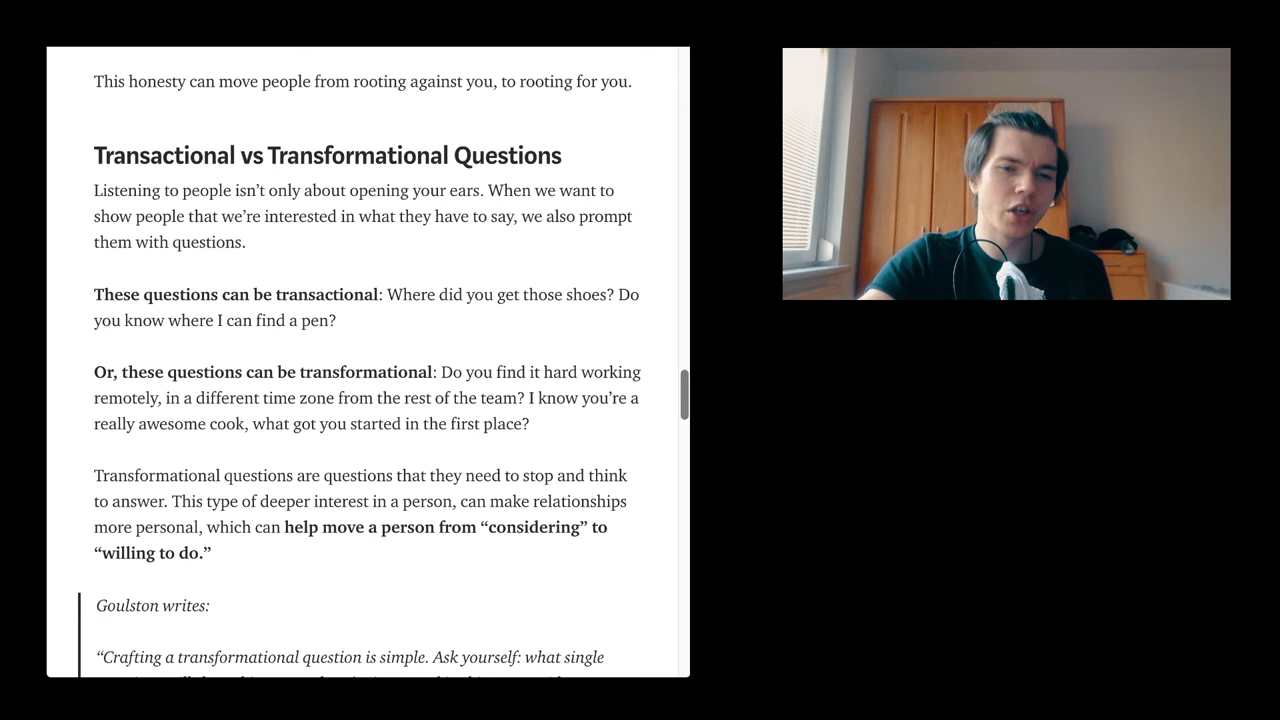 This honesty can move people from rooting against you, to rooting for you.
Transactional vs Transformational Questions
Listening to people isn’t only about opening your ears. When we want to
show people that we’re interested in what they have to say, we also prompt
them with questions.
These questions can be transactional: Where did you get those shoes? Do
you know where I can find a pen?
Or, these questions can be transformational: Do you find it hard working
remotely, in a different time zone from the rest of the team? I know you’re a
really awesome cook, what got you started in the first place?
Transformational questions are questions that they need to stop and think
to answer. This type of deeper interest in a person, can make relationships
more personal, which can help move a person from “considering” to
“willing to do.”
Goulston writes:
“Crafting a transformational question is simple. Ask yourself: what single